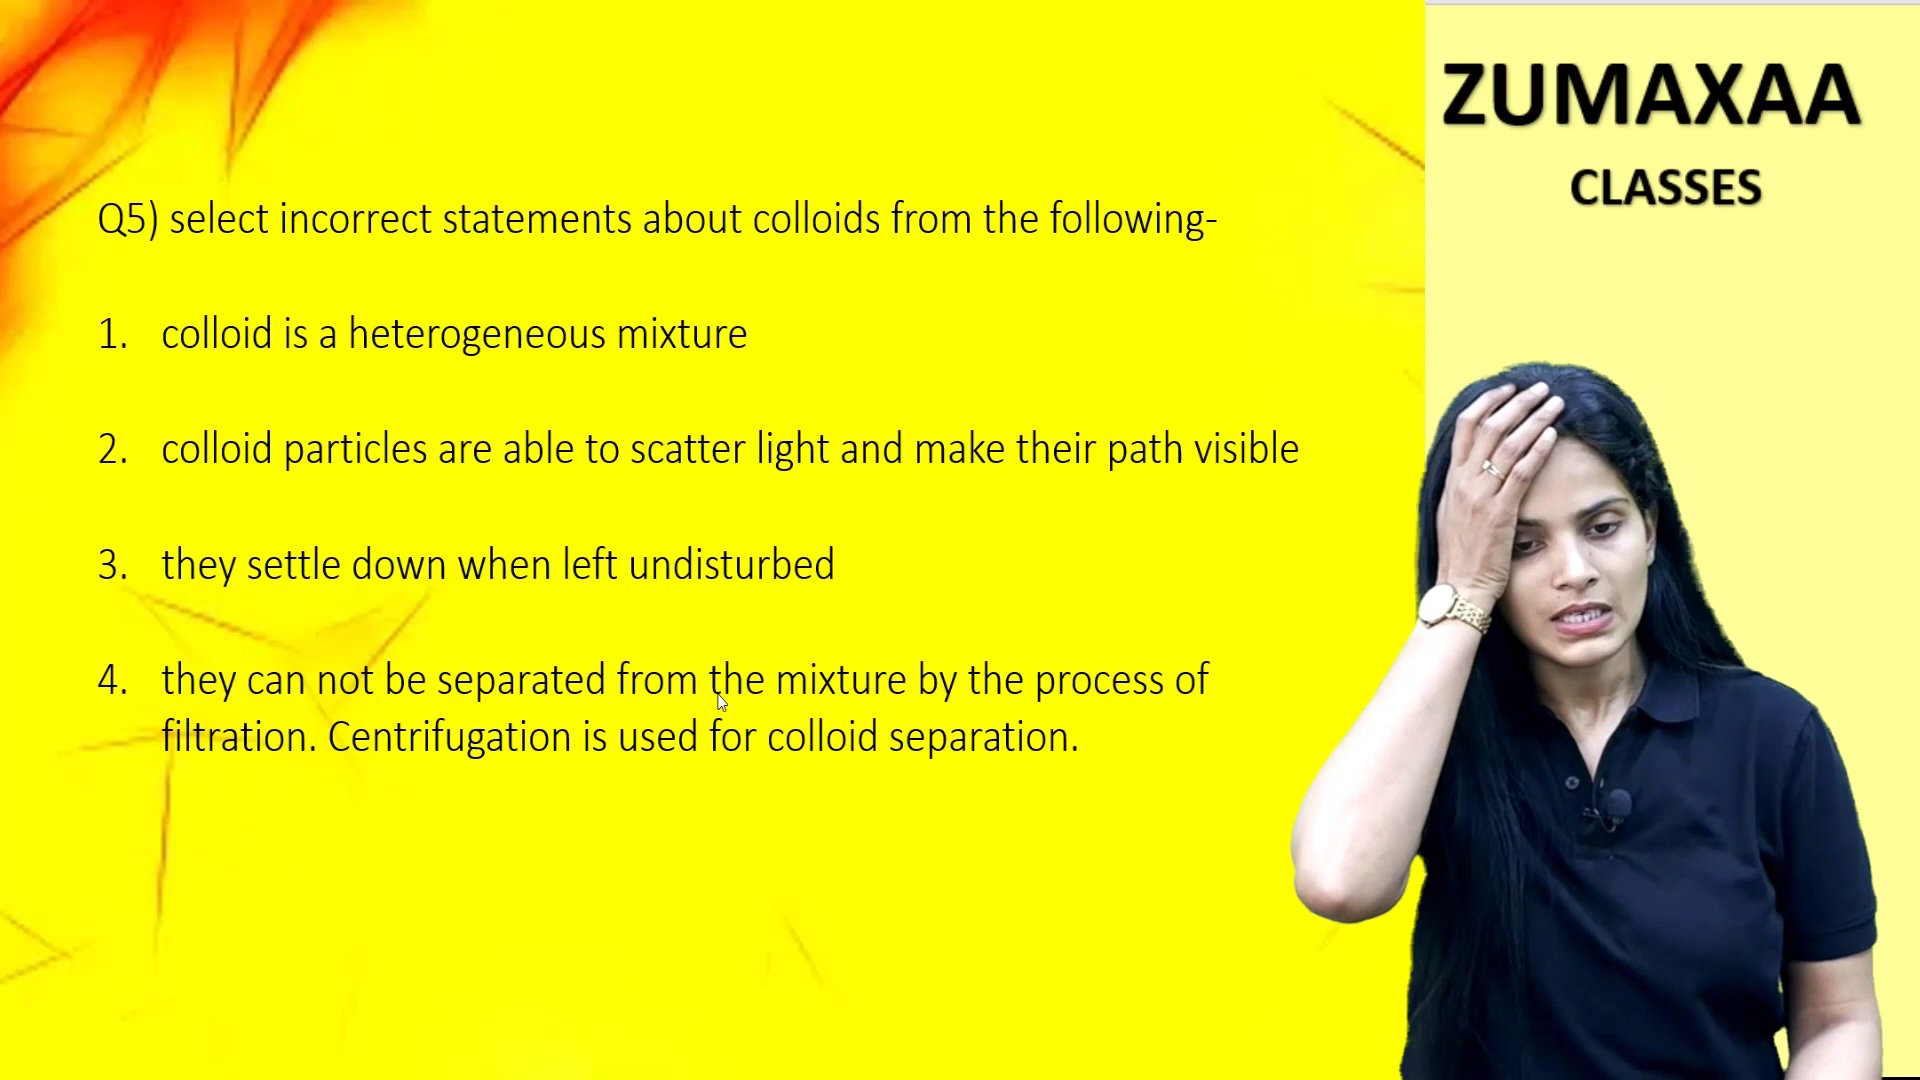 ZUMAXAA
CLASSES
Q5) select incorrect statements about colloids from the following-
1. colloid is a heterogeneous mixture
2. colloid particles are able to scatter light and make their path visible
3. they settle down when left undisturbed
4. they can not be separated from the mixture by the process of
filtration. Centrifugation is used for colloid separation.